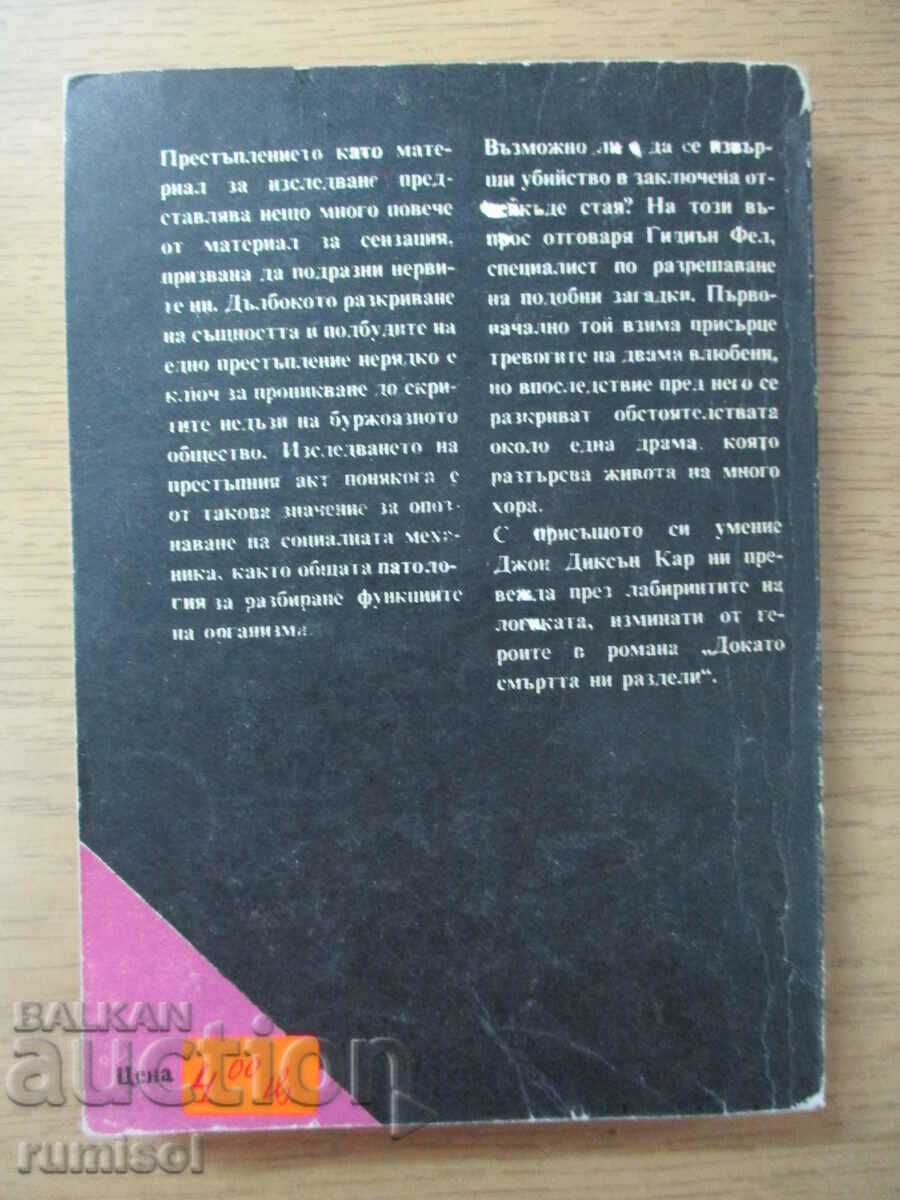 Престъплението като мате-
риал за изследване пред-
ставлява нещо много повече
от материал за сензация,
призвана да подразни нерви-
те ни. Дълбокото разкриване
на същността и подбудите на
едно престъпление нерядко е
ключ за проникване до скри-
тите недъзи на буржоазното
общество. Изследването на
престъпния акт понякога е
от такова значение за опоз-
наване на социалната меха-
ника, както общата патоло-
гия за разбиране функциите
на организма.
Възможно ли е да се извър-
ши убийство в заключена от-
всякъде стая? На този въ-
прос отговаря Гидиън Фел,
специалист по разрешаване
на подобни загадки. Първо-
начално той взима присърце
тревогите на двама влюбени,
но впоследствие пред него се
разкриват обстоятелствата
около една драма, която
разтърсва живота на много
хора.
С присъщото си умение
Джон Диксън Кар ни пре-
вежда през лабиринтите на
логиката, изминати от ге-
роите в романа „Докато
смъртта ни раздели“.
Цена 4 00 лв
BALKAN
auction
rumisol